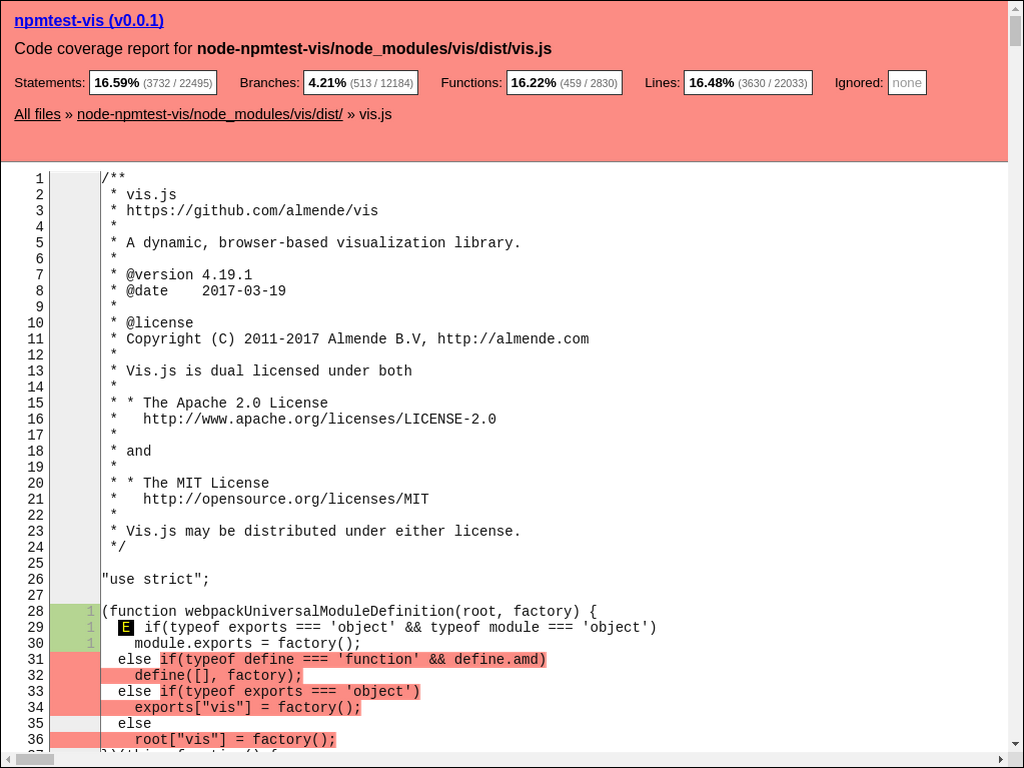 npmtest-vis (v0.0.1)
Code coverage report for node-npmtest-vis/node_modules/vis/dist/vis.js
Statements: 16.59% (3732 / 22495) Branches: 4.21% (513 / 12184) Functions: 16.22% (459 / 2830) Lines: 16.48% (3630 / 22033) Ignored: none
All files » node-npmtest-vis/node_modules/vis/dist/ » vis.js
1 /**
2  * vis.js
3  * https://github.com/almende/vis
4  *
5  * A dynamic, browser-based visualization library.
6  *
7  * @version 4.19.1
8  * @date    2017-03-19
9  *
10  * @license
11  * Copyright (C) 2011-2017 Almende B.V, http://almende.com
12  *
13  * Vis.js is dual licensed under both
14  *
15  * * The Apache 2.0 License
16  *   http://www.apache.org/licenses/LICENSE-2.0
17  *
18  * and
19  *
20  * * The MIT License
21  *   http://opensource.org/licenses/MIT
22  *
23  * Vis.js may be distributed under either license.
24  */
25
26 "use strict";
27
28 1 (function webpackUniversalModuleDefinition(root, factory) {
29 1   E if(typeof exports === 'object' && typeof module === 'object')
30 1     module.exports = factory();
31   else if(typeof define === 'function' && define.amd)
32     define([], factory);
33   else if(typeof exports === 'object')
34     exports["vis"] = factory();
35   else
36     root["vis"] = factory();